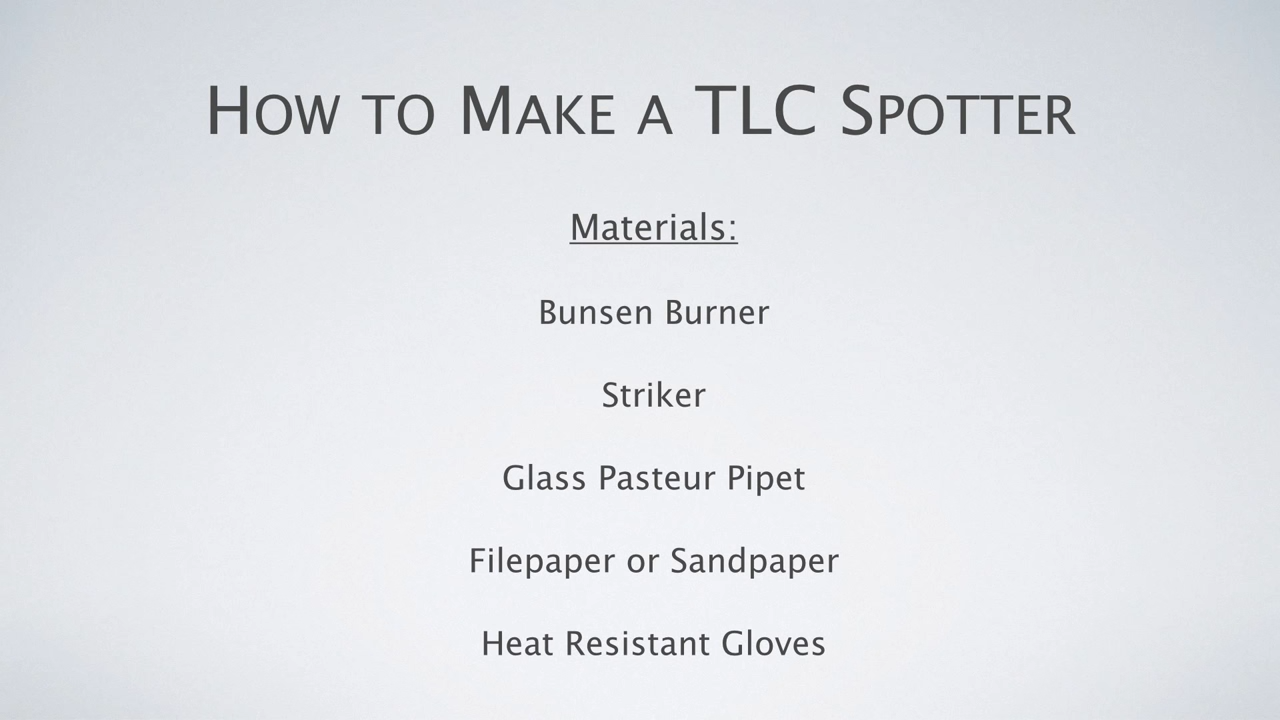 How to Make a TLC Spotter
Materials:
Bunsen Burner
Striker
Glass Pasteur Pipet
Filepaper or Sandpaper
Heat Resistant Gloves